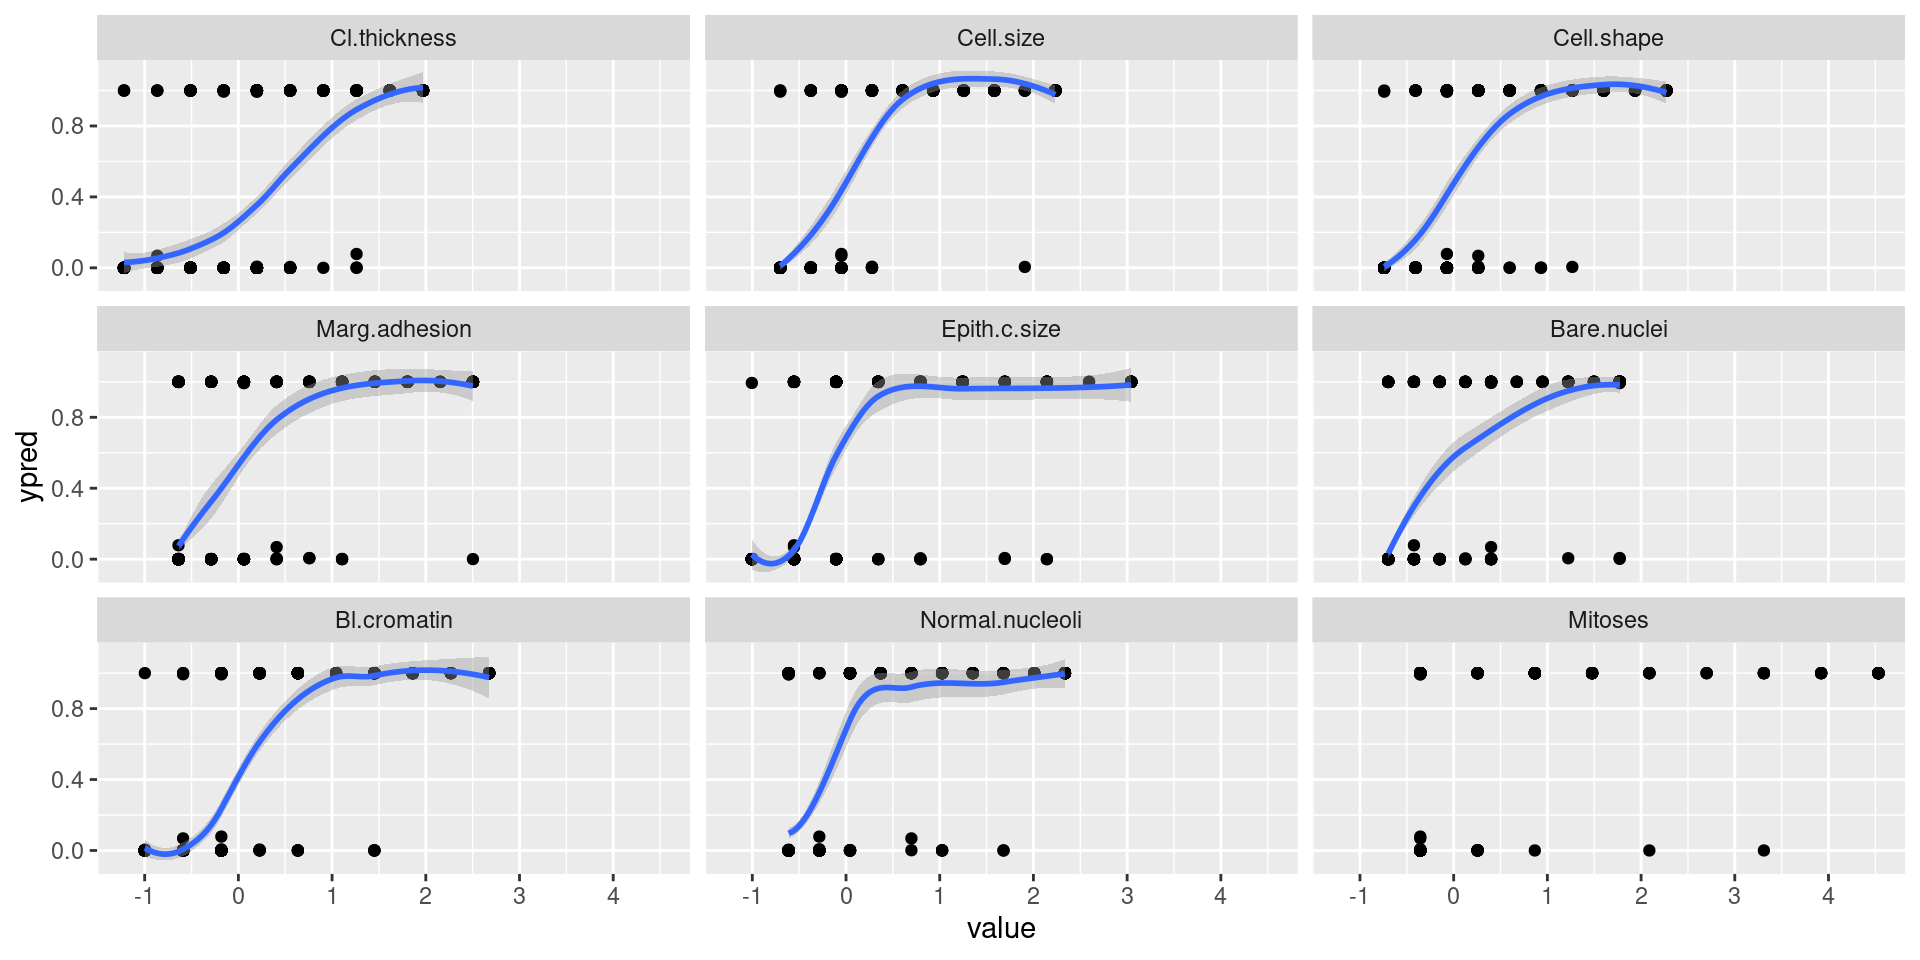 Cl.thickness Cell.size Cell.shape
0.8
0.4
0.0
Marg.adhesion Epith.c.size Bare.nuclei
0.8
0.4
0.0
ypred
Bl.cromatin Normal.nucleoli Mitoses
0.8
0.4
0.0
-1 0 1 2 3 4 -1 0 1 2 3 4 -1 0 1 2 3 4
value